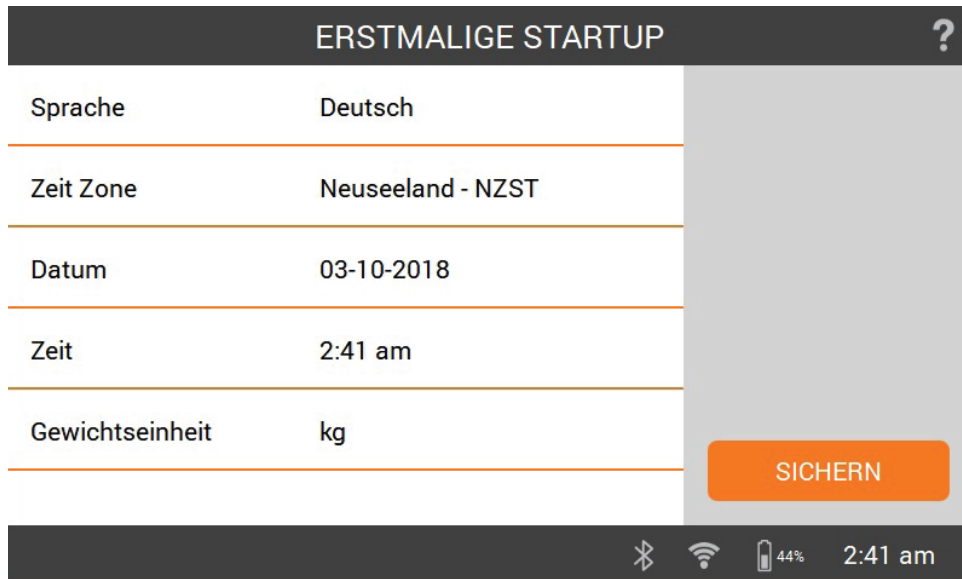 ERSTMALIGE STARTUP ?
Sprache Deutsch
Zeit Zone Neuseeland - NZST
Datum 03-10-2018
Zeit 2:41 am
Gewichtseinheit kg
SICHERN
44% 2:41 am